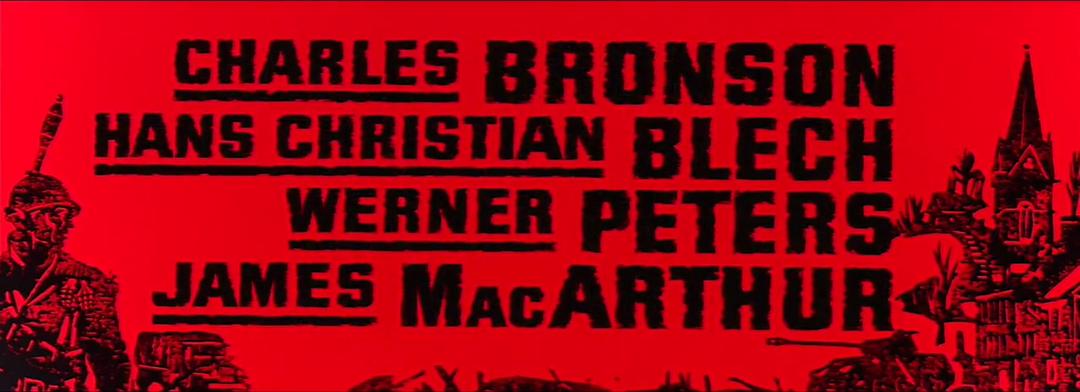 CHARLES BRONSON
HANS CHRISTIAN BLECH
WERNER PETERS
JAMES MacARTHUR